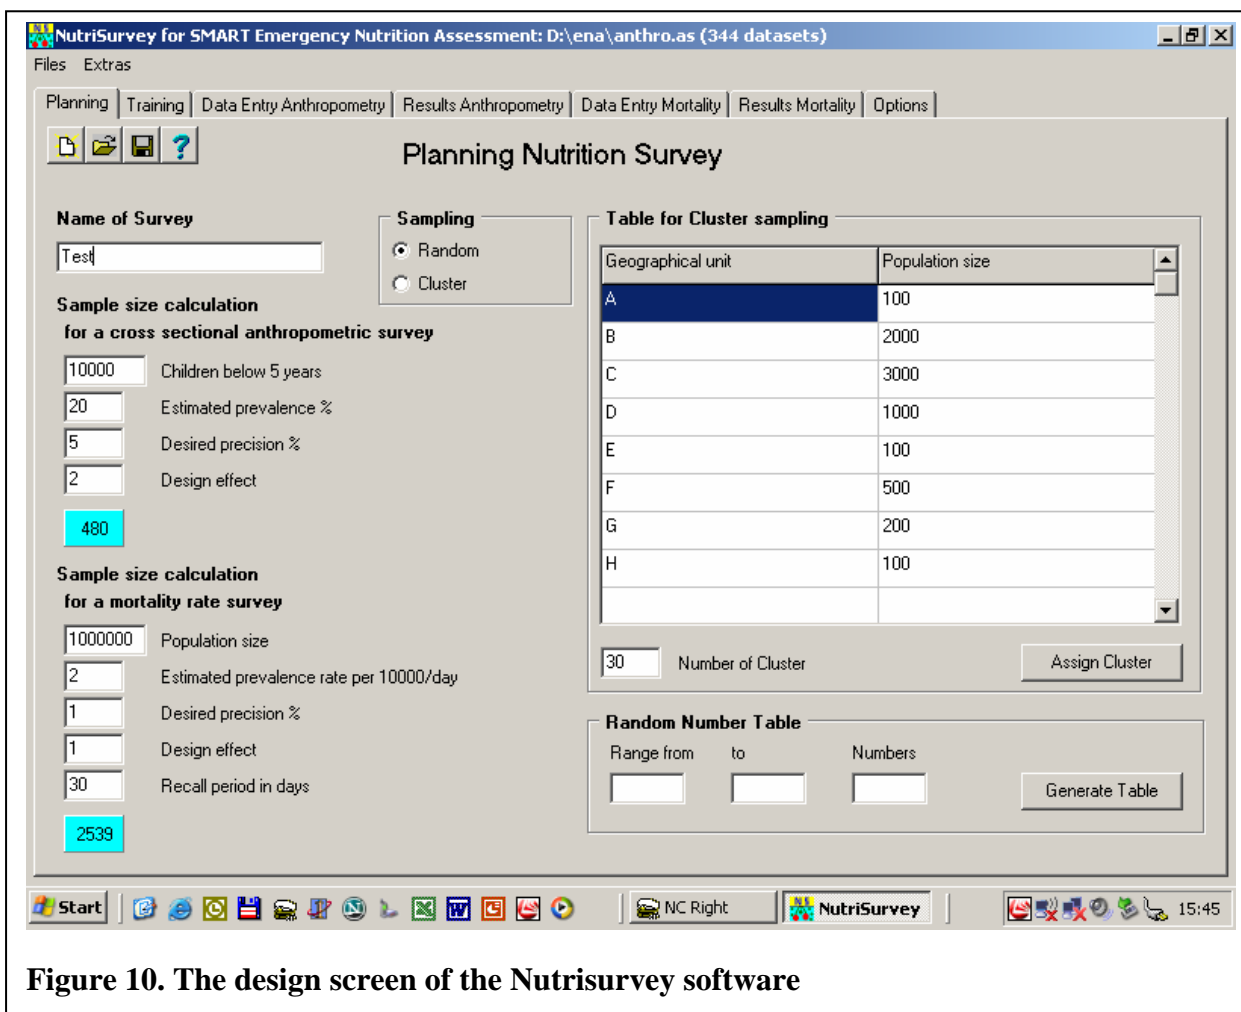 NutriSurvey for SMART Emergency Nutrition Assessment: D:\ena\anthro.as (344 datasets)
Files Extras
Planning Training Data Entry Anthropometry Results Anthropometry Data Entry Mortality Results Mortality Options
Planning Nutrition Survey
Name of Survey
Test
Sampling
Random
Cluster
Sample size calculation
for a cross sectional anthropometric survey
10000 Children below 5 years
20 Estimated prevalence %
5 Desired precision %
2 Design effect
480
Sample size calculation
for a mortality rate survey
1000000 Population size
2 Estimated prevalence rate per 10000/day
1 Desired precision %
1 Design effect
30 Recall period in days
2539
Table for Cluster sampling
Geographical unit Population size
A 100
B 2000
C 3000
D 1000
E 100
F 500
G 200
H 100
30 Number of Cluster Assign Cluster
Random Number Table
Range from to Numbers
Generate Table
Start NC Right NutriSurvey 15:45
Figure 10. The design screen of the Nutrisurvey software